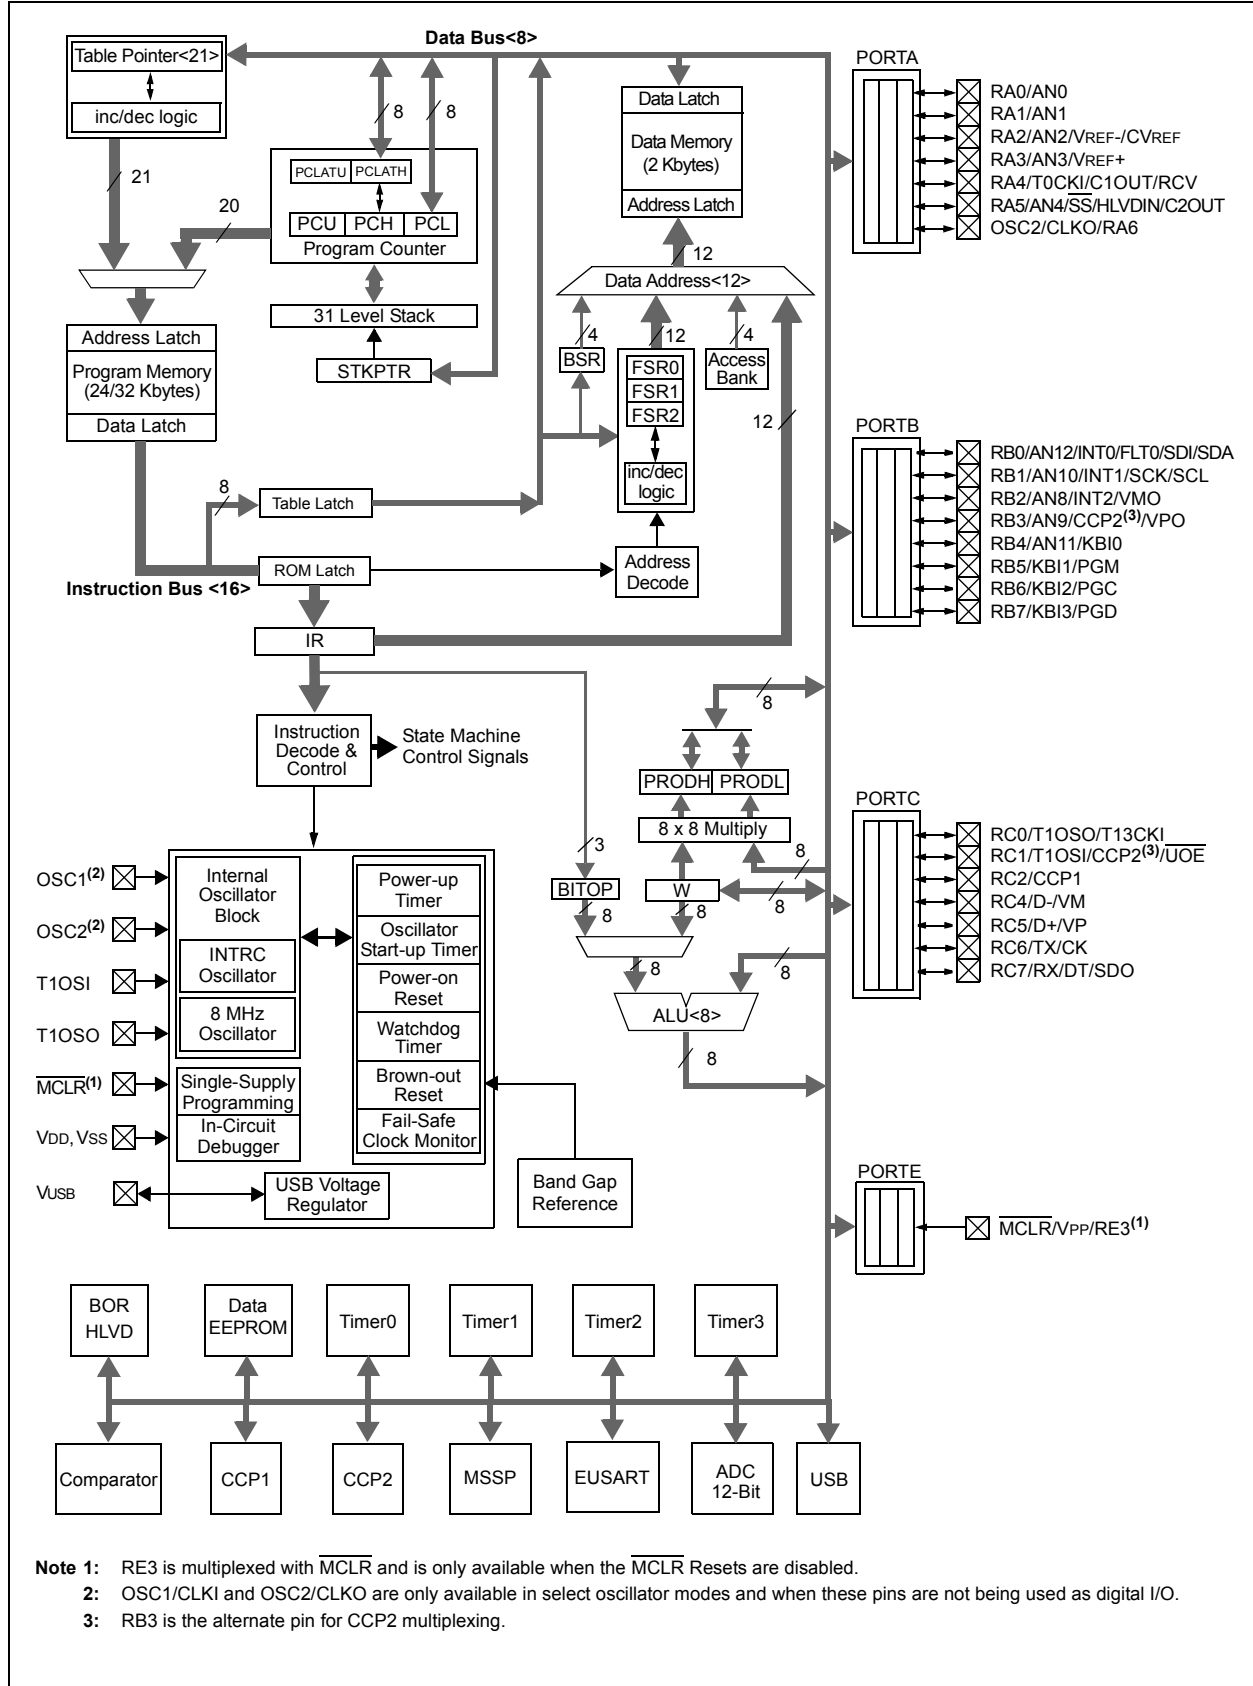 Data Bus<8>
Table Pointer<21>
inc/dec logic
21
20
8
8
PCLATU PCLATH
PCU PCH PCL
Program Counter
31 Level Stack
STKPTR
Address Latch
Program Memory
(24/32 Kbytes)
Data Latch
8
Table Latch
ROM Latch
Instruction Bus <16>
IR
Data Latch
Data Memory
(2 Kbytes)
Address Latch
12
Data Address<12>
4
12
4
BSR
FSR0
FSR1
FSR2
inc/dec
logic
Access
Bank
12
Address
Decode
Instruction
Decode &
Control
State Machine
Control Signals
8
PRODH PRODL
8 x 8 Multiply
3
8
BITOP
W
8
8
8
8
8
ALU<8>
8
OSC1(2)
OSC2(2)
T1OSI
T1OSO
MCLR(1)
VDD, VSS
VUSB
Internal
Oscillator
Block
INTRC
Oscillator
8 MHz
Oscillator
Single-Supply
Programming
In-Circuit
Debugger
USB Voltage
Regulator
Power-up
Timer
Oscillator
Start-up Timer
Power-on
Reset
Watchdog
Timer
Brown-out
Reset
Fail-Safe
Clock Monitor
Band Gap
Reference
PORTA
RA0/AN0
RA1/AN1
RA2/AN2/VREF-/CVREF
RA3/AN3/VREF+
RA4/T0CKI/C1OUT/RCV
RA5/AN4/SS/HLVDIN/C2OUT
OSC2/CLKO/RA6
PORTB
RB0/AN12/INT0/FLT0/SDI/SDA
RB1/AN10/INT1/SCK/SCL
RB2/AN8/INT2/VMO
RB3/AN9/CCP2(3)/VPO
RB4/AN11/KBI0
RB5/KBI1/PGM
RB6/KBI2/PGC
RB7/KBI3/PGD
PORTC
RC0/T1OSO/T13CKI
RC1/T1OSI/CCP2(3)/UOE
RC2/CCP1
RC4/D-/VM
RC5/D+/VP
RC6/TX/CK
RC7/RX/DT/SDO
PORTE
MCLR/VPP/RE3(1)
BOR
HLVD
Data
EEPROM
Timer0
Timer1
Timer2
Timer3
Comparator
CCP1
CCP2
MSSP
EUSART
ADC
12-Bit
USB
Note 1: RE3 is multiplexed with MCLR and is only available when the MCLR Resets are disabled.
2: OSC1/CLKI and OSC2/CLKO are only available in select oscillator modes and when these pins are not being used as digital I/O.
3: RB3 is the alternate pin for CCP2 multiplexing.